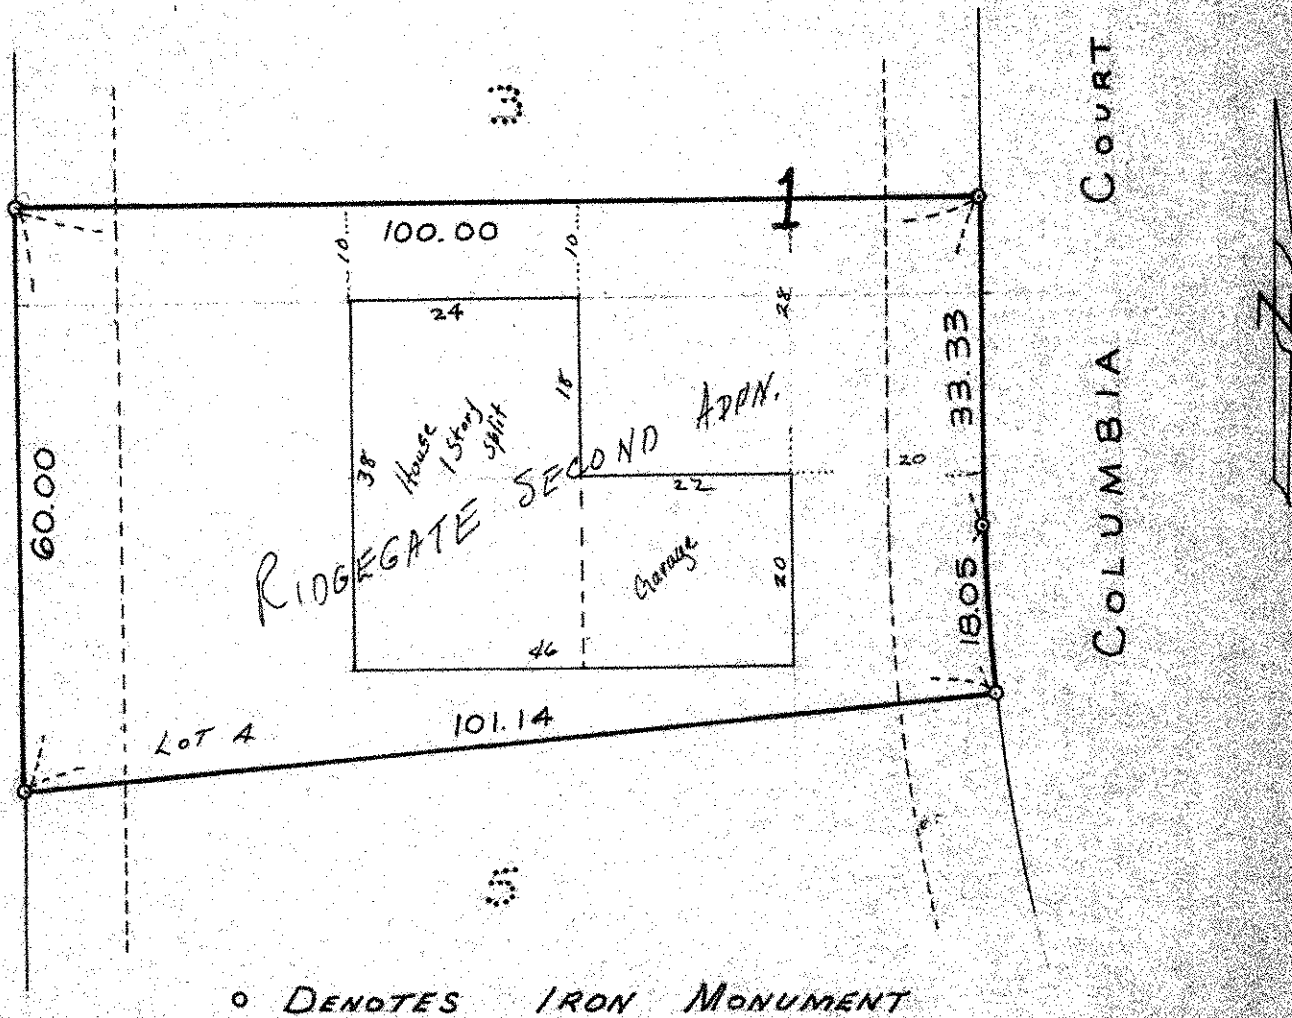 3
1
100.00
10
10
24
28
18
38
House
1 Story
split
RIDGEGATE SECOND ADDN.
22
20
33.33
60.00
Garage
20
18.05
46
101.14
LOT 4
5
COLUMBIA COURT
N
o DENOTES IRON MONUMENT